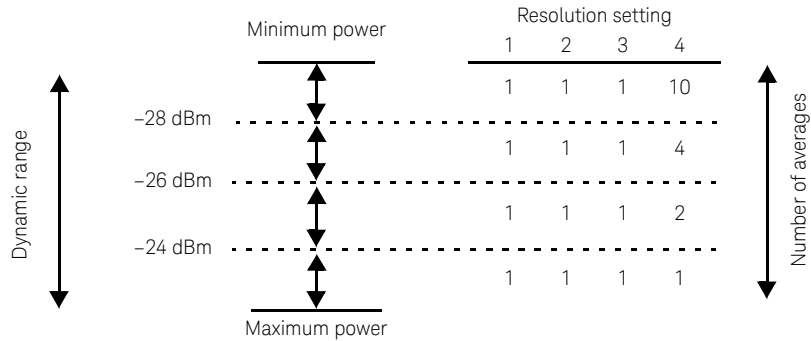 Minimum power
Resolution setting
1 2 3 4
1 1 1 10
–28 dBm
1 1 1 4
–26 dBm
1 1 1 2
–24 dBm
1 1 1 1
Maximum power
Dynamic range
Number of averages